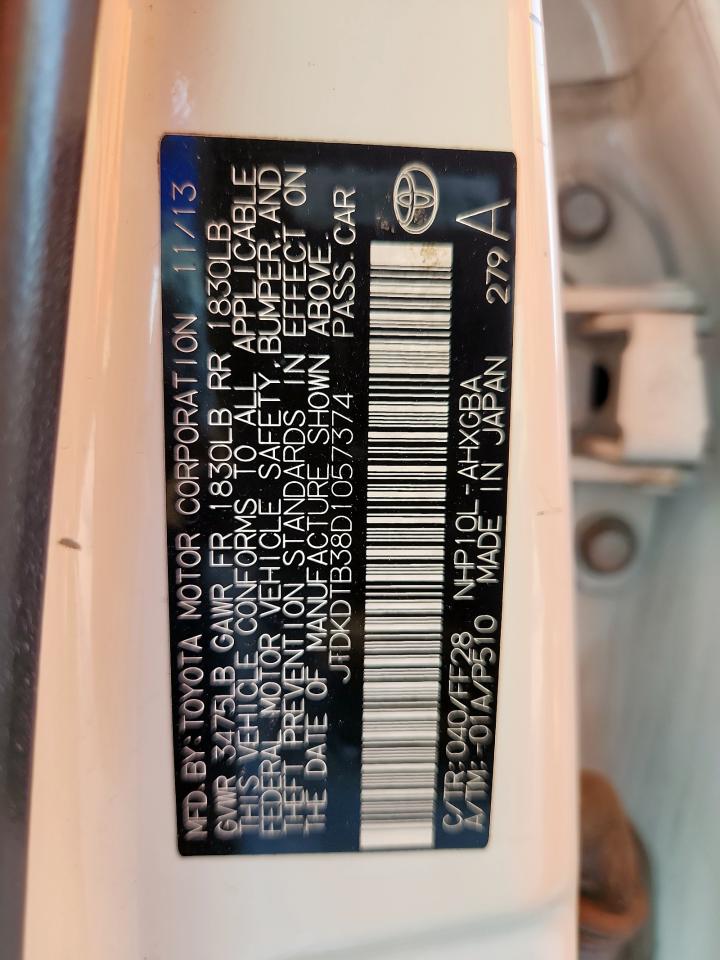 MFD.BY:TOYOTA MOTOR CORPORATION 11/13
GVWR 3475LB GAWR FR 1830LB RR 1830LB
THIS VEHICLE CONFORMS TO ALL APPLICABLE
FEDERAL MOTOR VEHICLE SAFETY,BUMPER,AND
THEFT PREVENTION STANDARDS IN EFFECT ON
THE DATE OF MANUFACTURE SHOWN ABOVE.
JTDKDTB38D1057374 PASS.CAR
C/TR:040/FF28 NHP10L-AHXGBA
A/TM:-01A/P510 MADE IN JAPAN 279 A